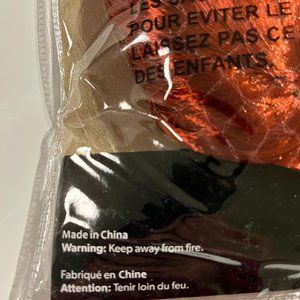 POUR EVITER LE
LAISSEZ PAS CE
DES ENFANTS.
Made in China
Warning: Keep away from fire.
Fabriqué en Chine
Attention: Tenir loin du feu.